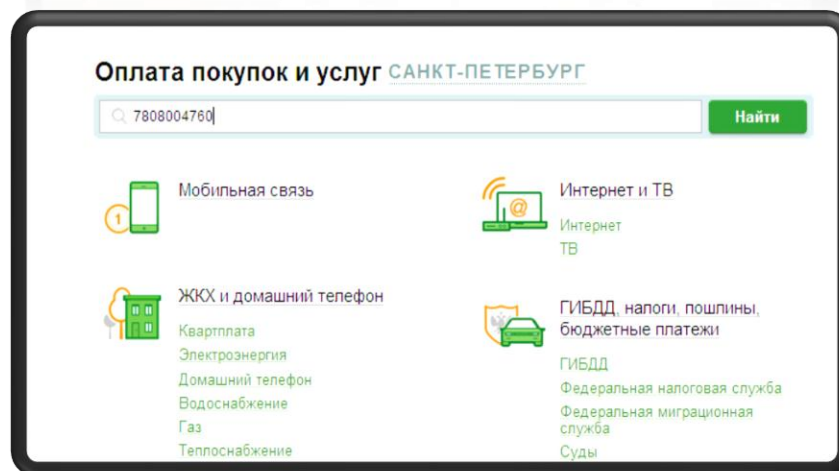 Оплата покупок и услуг САНКТ-ПЕТЕРБУРГ
7808004760
Найти
Мобильная связь
1
Интернет и ТВ
@
Интернет
ТВ
ЖКХ и домашний телефон
Квартплата
Электроэнергия
Домашний телефон
Водоснабжение
Газ
Теплоснабжение
ГИБДД, налоги, пошлины,
бюджетные платежи
ГИБДД
Федеральная налоговая служба
Федеральная миграционная
служба
Суды